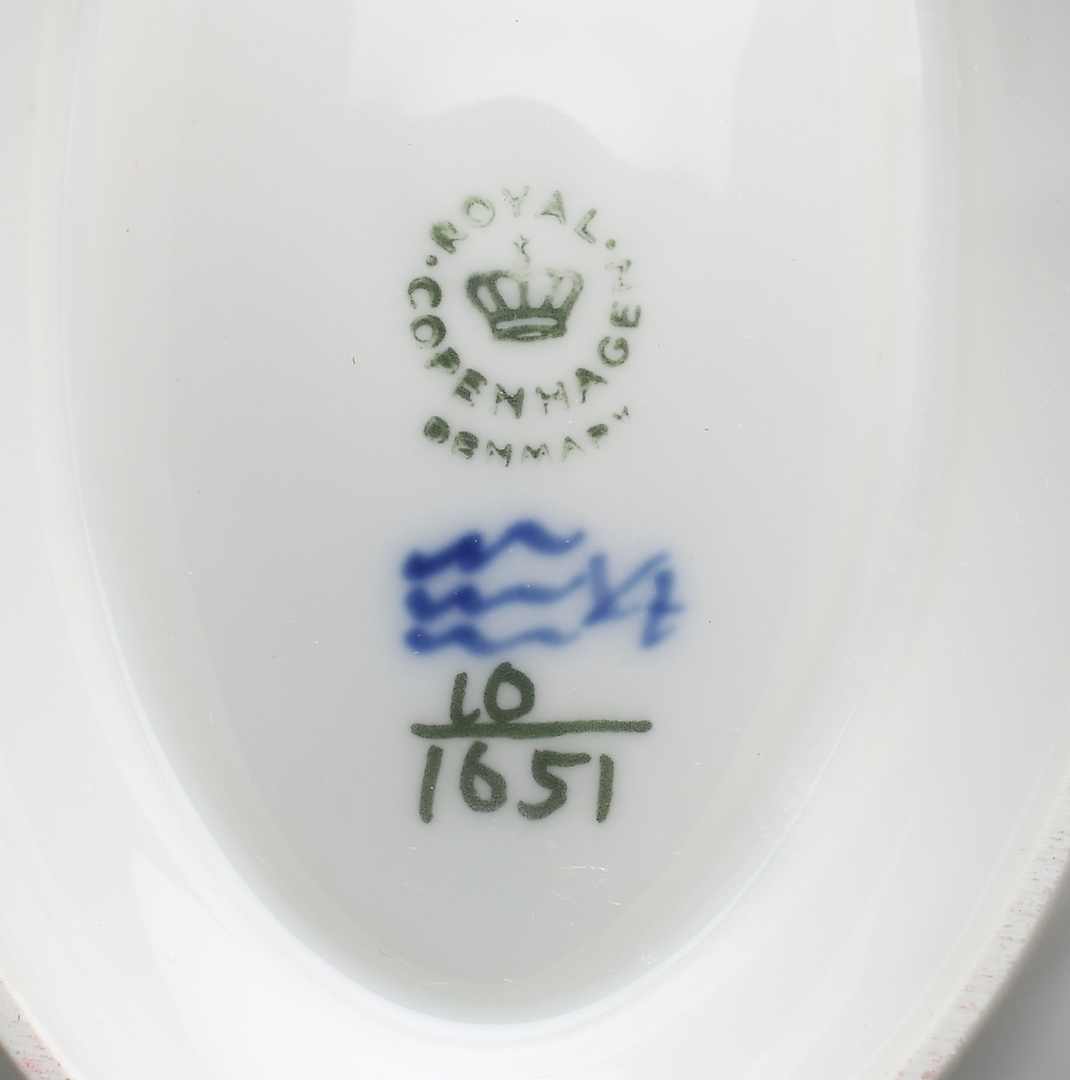 ROYAL
COPENHAGEN
DENMARK
10
1651